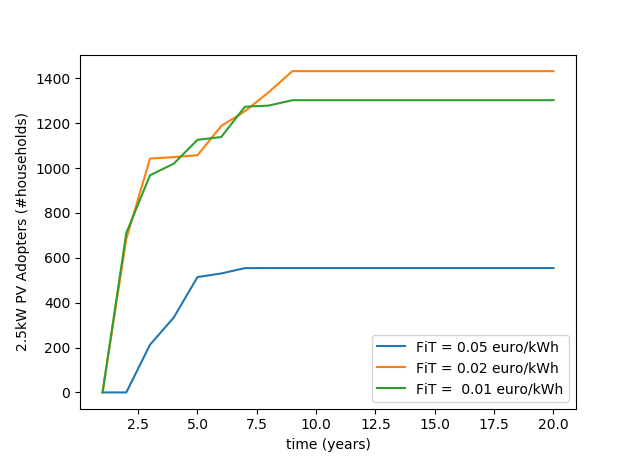 1400
1200
1000
800
600
400
200
0
2.5kW PV Adopters (#households)
FiT = 0.05 euro/kWh
FiT = 0.02 euro/kWh
FiT =  0.01 euro/kWh
2.5 5.0 7.5 10.0 12.5 15.0 17.5 20.0
time (years)